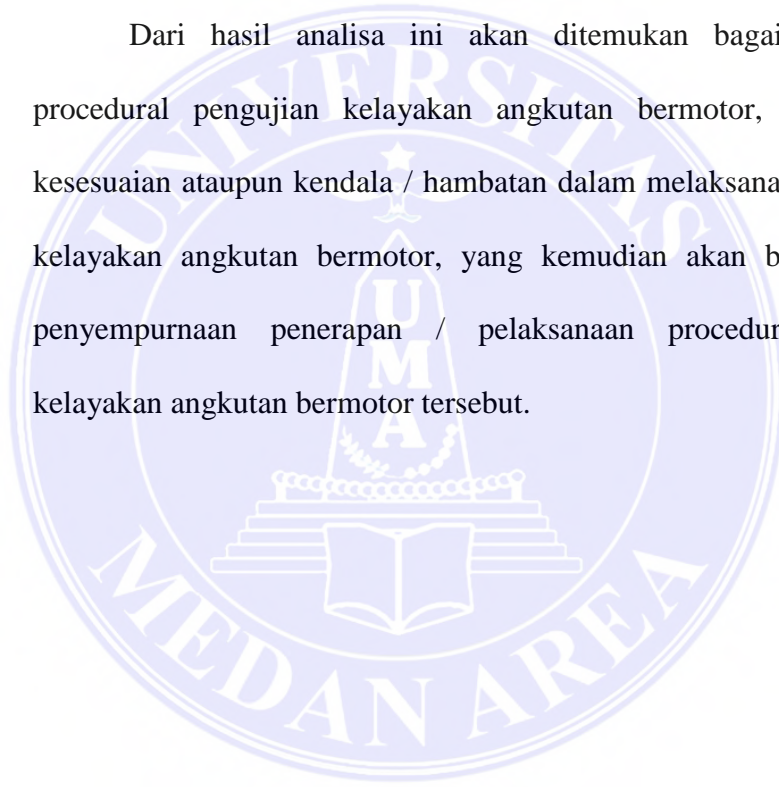 Dari hasil analisa ini akan ditemukan bagai
procedural pengujian kelayakan angkutan bermotor,
kesesuaian ataupun kendala / hambatan dalam melaksana
kelayakan angkutan bermotor, yang kemudian akan b
penyempurnaan penerapan / pelaksanaan procedur
kelayakan angkutan bermotor tersebut.
UNIVERSITAS
U
M
A
MEDAN AREA